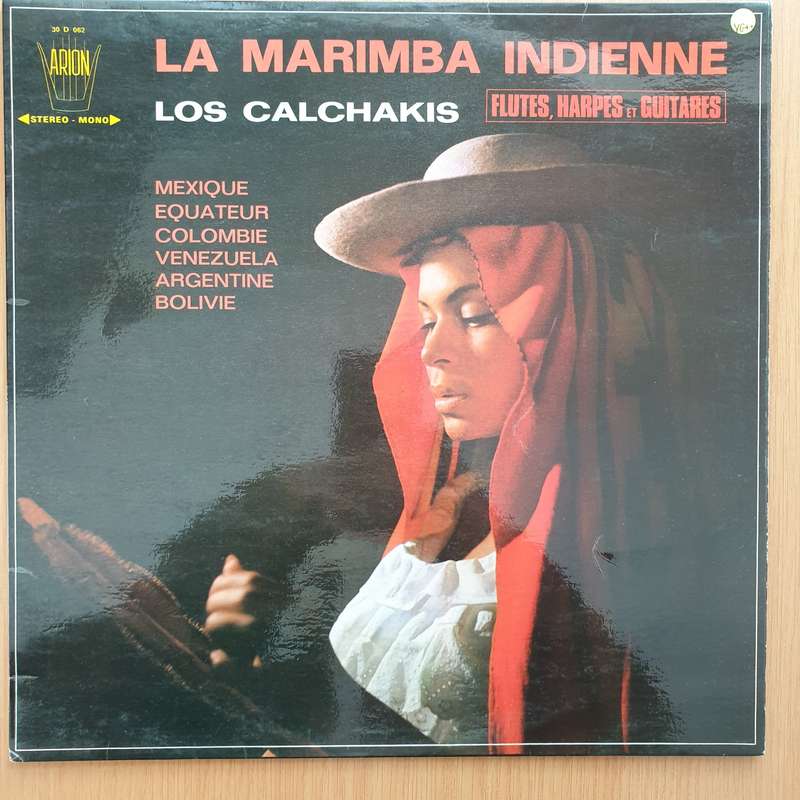 30 D 062
ARION
STEREO - MONO
LA MARIMBA INDIENNE
LOS CALCHAKIS
FLUTES, HARPES ET GUITARES
MEXIQUE
EQUATEUR
COLOMBIE
VENEZUELA
ARGENTINE
BOLIVIE